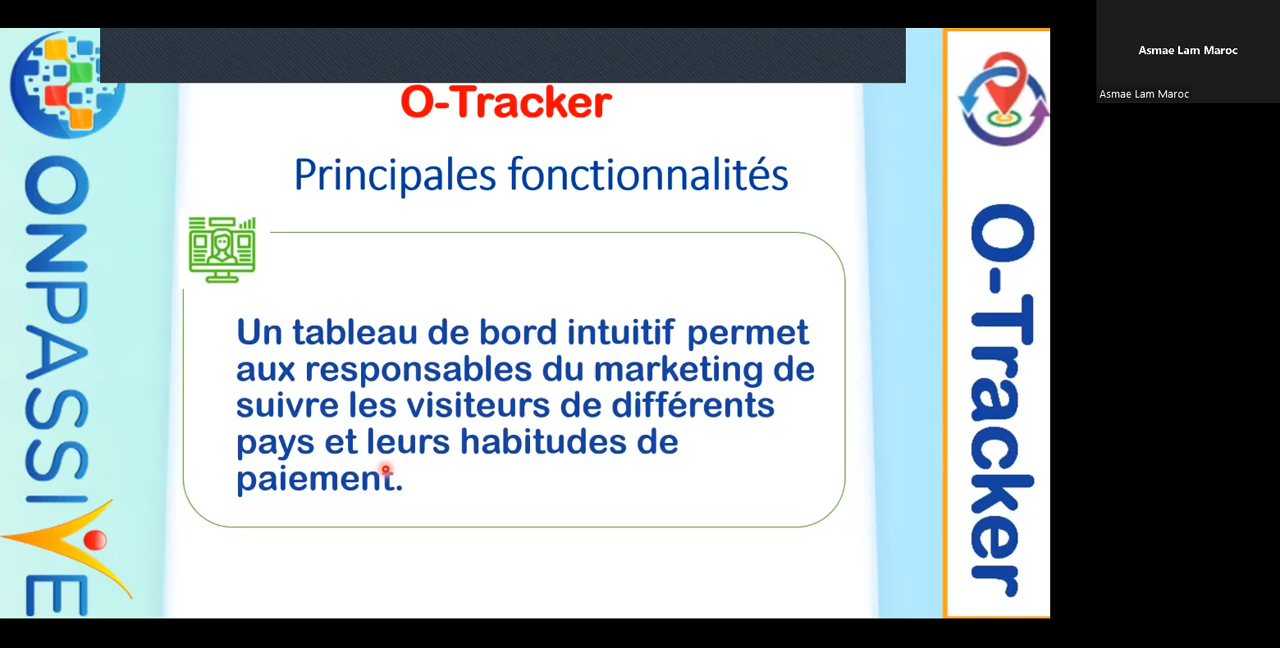 Asmae Lam Maroc
Asmae Lam Maroc
O-Tracker
Principales fonctionnalités
Un tableau de bord intuitif permet
aux responsables du marketing de
suivre les visiteurs de différents
pays et leurs habitudes de
paiement.
ONPASSIVE
O-Tracker